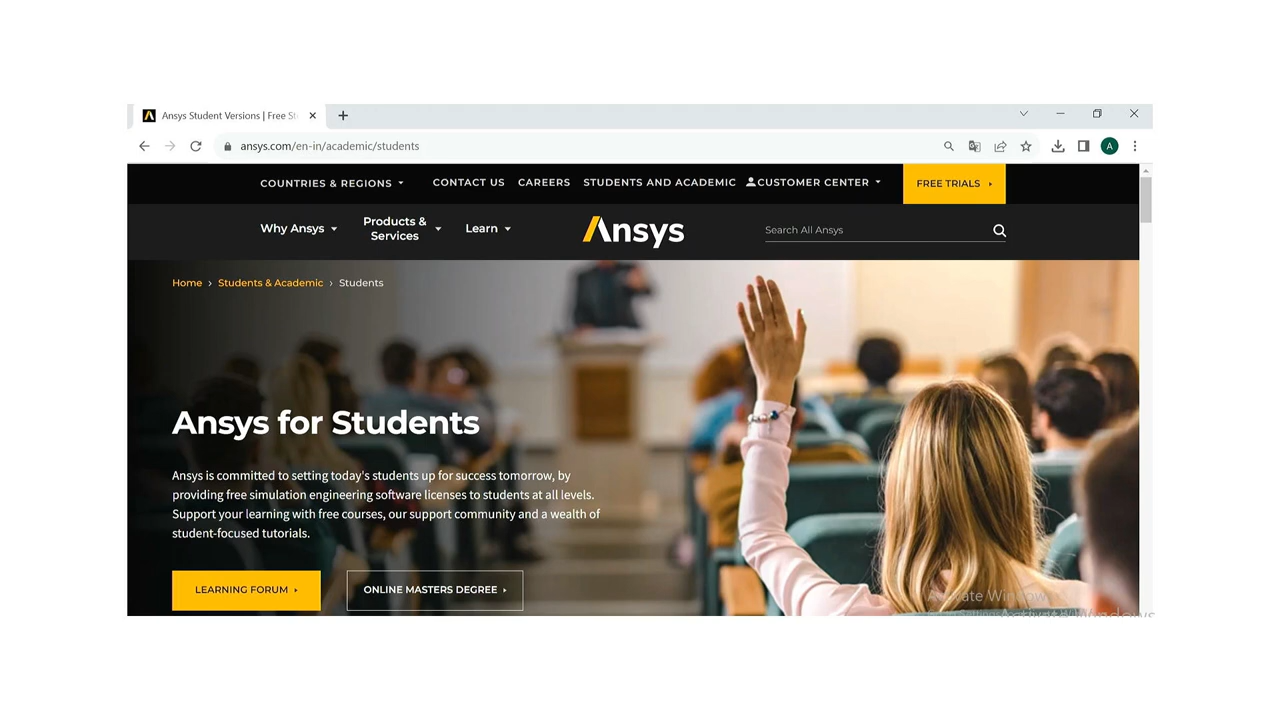 Ansys Student Versions | Free St
ansys.com/en-in/academic/students
A
COUNTRIES & REGIONS
CONTACT US
CAREERS
STUDENTS AND ACADEMIC
CUSTOMER CENTER
FREE TRIALS
Why Ansys
Products &
Services
Learn
Ansys
Search All Ansys
Home › Students & Academic › Students
Ansys for Students
Ansys is committed to setting today's students up for success tomorrow, by
providing free simulation engineering software licenses to students at all levels.
Support your learning with free courses, our support community and a wealth of
student-focused tutorials.
LEARNING FORUM
ONLINE MASTERS DEGREE
Activate Windows
Activate Windows